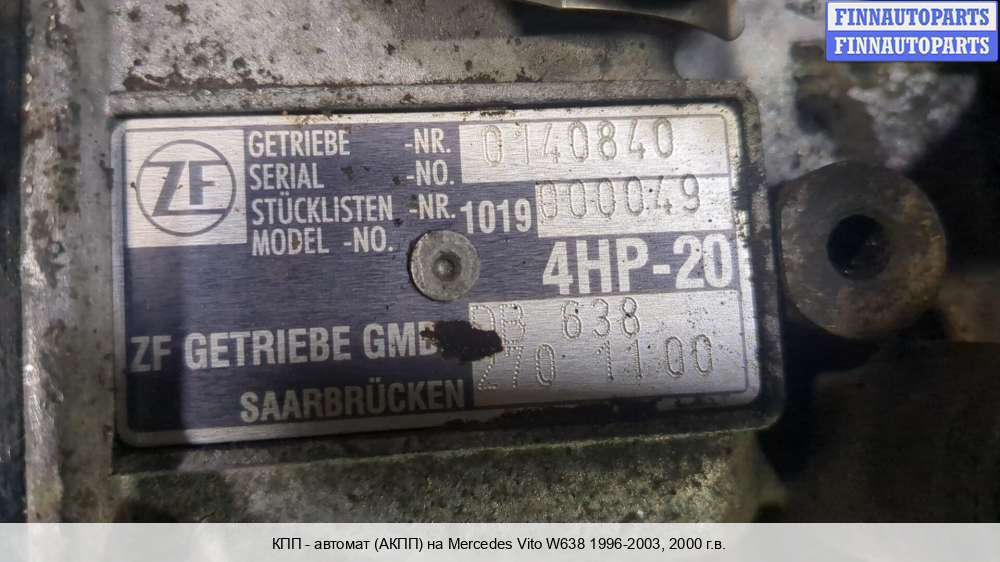 FINNAUTOPARTS
FINNAUTOPARTS
ZF
GETRIEBE -NR. 0140840
SERIAL -NO.
STÜCKLISTEN -NR. 1019 000049
MODEL -NO.
4HP-20
DB 638
ZF GETRIEBE GMB
270 1100
SAARBRÜCKEN
КПП - автомат (АКПП) на Mercedes Vito W638 1996-2003, 2000 г.в.